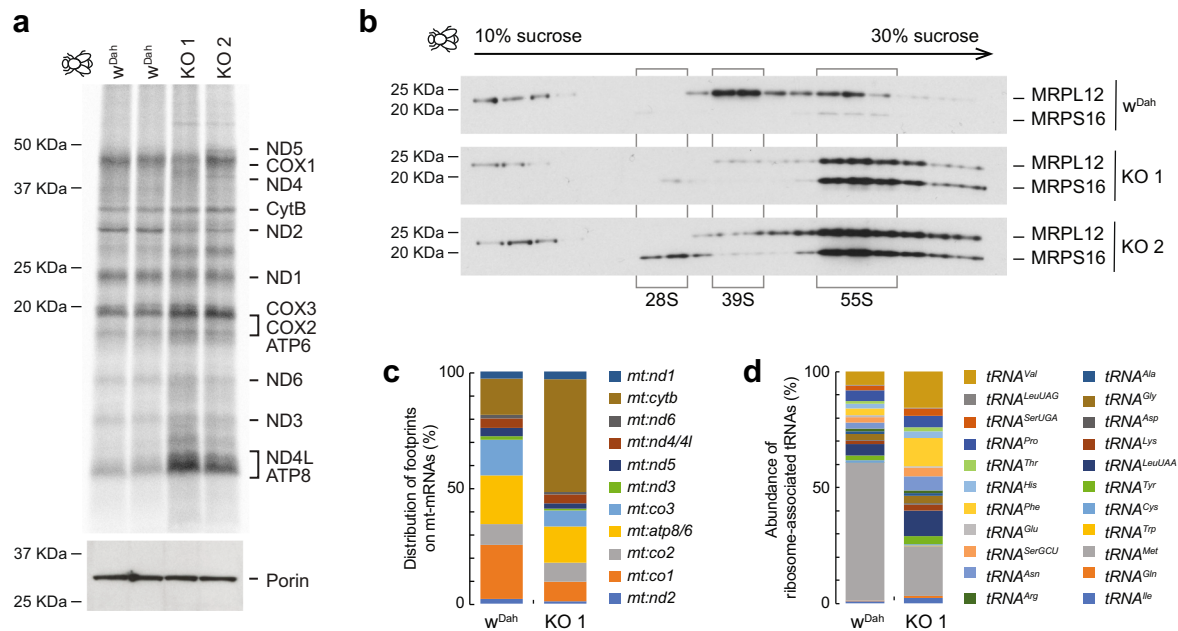 a
wDah
wDah
KO 1
KO 2
50 KDa
37 KDa
25 KDa
20 KDa
ND5
COX1
ND4
CytB
ND2
ND1
COX3
COX2
ATP6
ND6
ND3
ND4L
ATP8
37 KDa
25 KDa
Porin
b
10% sucrose
30% sucrose
25 KDa
20 KDa
MRPL12
MRPS16
wDah
25 KDa
20 KDa
MRPL12
MRPS16
KO 1
25 KDa
20 KDa
MRPL12
MRPS16
KO 2
28S
39S
55S
c
Distribution of footprints
on mt-mRNAs (%)
100
50
0
wDah
KO 1
mt:nd1
mt:cytb
mt:nd6
mt:nd4/4l
mt:nd5
mt:nd3
mt:co3
mt:atp8/6
mt:co2
mt:co1
mt:nd2
d
Abundance of
ribosome-associated tRNAs (%)
100
50
0
wDah
KO 1
tRNAVal
tRNALeuUAG
tRNASerUGA
tRNAPro
tRNAThr
tRNAHis
tRNAPhe
tRNAGlu
tRNASerGCU
tRNAAsn
tRNAArg
tRNAAla
tRNAGly
tRNAAsp
tRNALys
tRNALeuUAA
tRNATyr
tRNACys
tRNATrp
tRNAMet
tRNAGln
tRNAIle